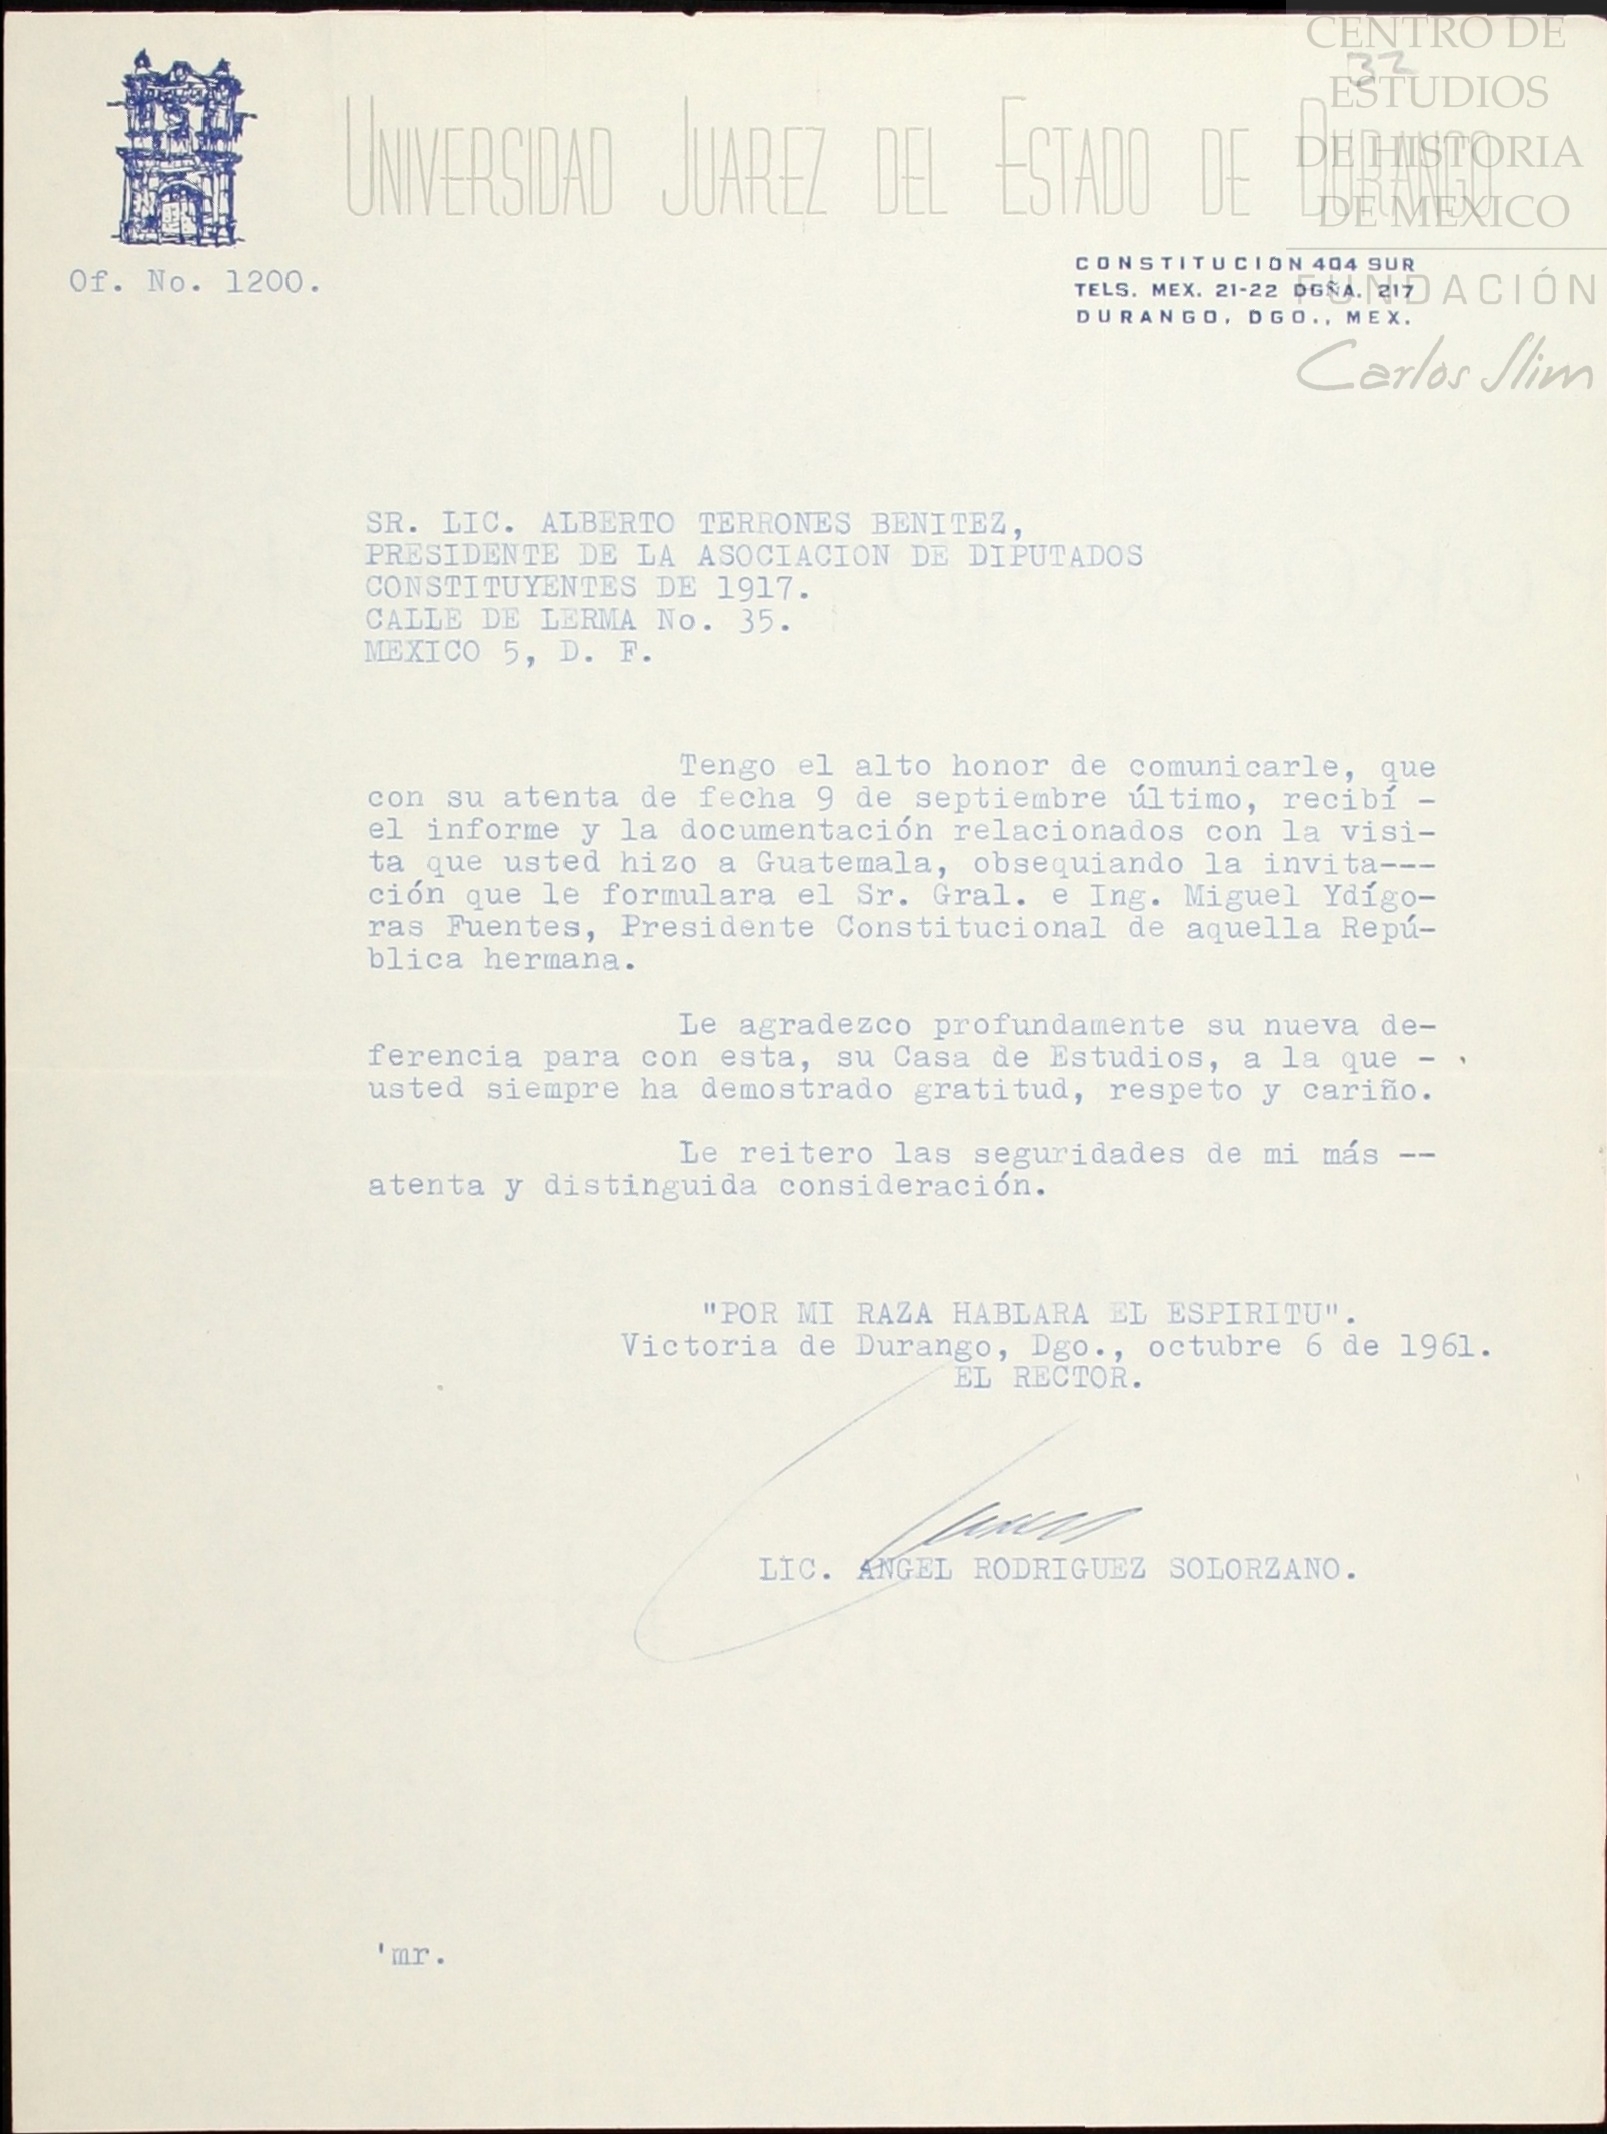 CENTRO DE
32
ESTUDIOS
DE HISTORIA
DE MEXICO
FUNDACIÓN
Carlos Slim
UNIVERSIDAD JUAREZ DEL ESTADO DE DURANGO
Of. No. 1200.
CONSTITUCION 404 SUR
TELS. MEX. 21-22 DGÑA. 217
DURANGO, DGO., MEX.
SR. LIC. ALBERTO TERRONES BENITEZ,
PRESIDENTE DE LA ASOCIACION DE DIPUTADOS
CONSTITUYENTES DE 1917.
CALLE DE LERMA No. 35.
MEXICO 5, D. F.
Tengo el alto honor de comunicarle, que
con su atenta de fecha 9 de septiembre último, recibí -
el informe y la documentación relacionados con la visi-
ta que usted hizo a Guatemala, obsequiando la invita---
ción que le formulara el Sr. Gral. e Ing. Miguel Ydígo-
ras Fuentes, Presidente Constitucional de aquella Repú-
blica hermana.
Le agradezco profundamente su nueva de-
ferencia para con esta, su Casa de Estudios, a la que -
usted siempre ha demostrado gratitud, respeto y cariño.
Le reitero las seguridades de mi más --
atenta y distinguida consideración.
"POR MI RAZA HABLARA EL ESPIRITU".
Victoria de Durango, Dgo., octubre 6 de 1961.
EL RECTOR.
LIC. ANGEL RODRIGUEZ SOLORZANO.
'mr.